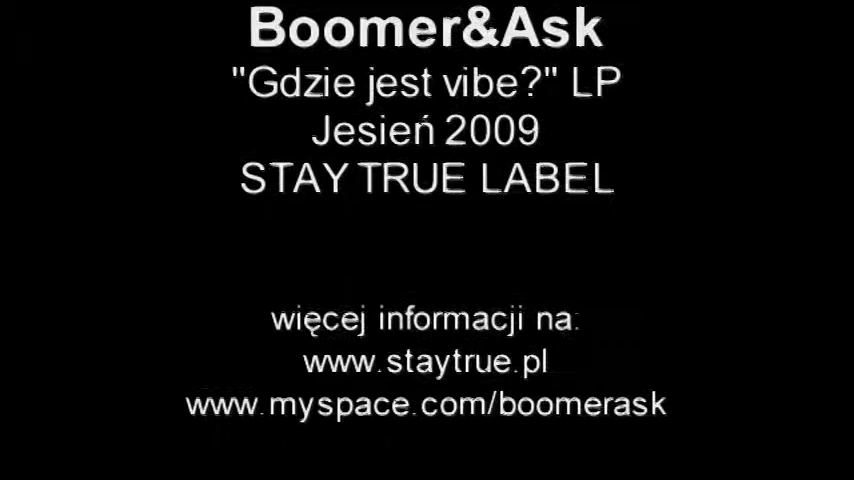 Boomer&Ask
"Gdzie jest vibe?" LP
Jesień 2009
STAY TRUE LABEL
więcej informacji na:
www.staytrue.pl
www.myspace.com/boomerask